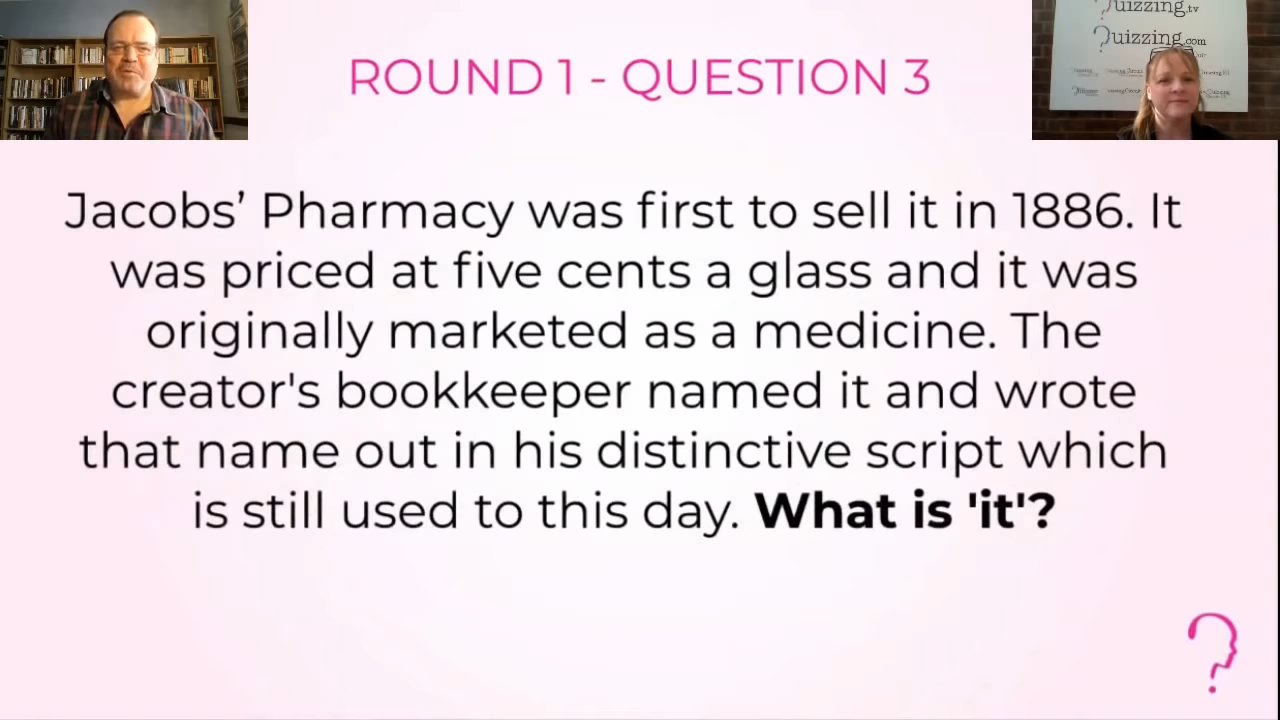 uizzing.tv
uizzing.com
ROUND 1 - QUESTION 3
Jacobs’ Pharmacy was first to sell it in 1886. It
was priced at five cents a glass and it was
originally marketed as a medicine. The
creator's bookkeeper named it and wrote
that name out in his distinctive script which
is still used to this day. What is 'it'?